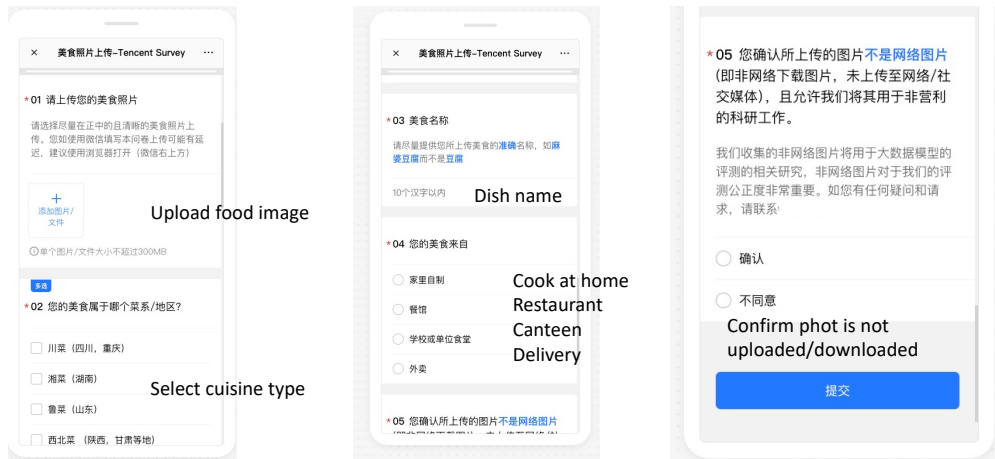 × 美食照片上传–Tencent Survey ···
*01 请上传您的美食照片
请选择尽量在正中的且清晰的美食照片上
传。您如使用微信填写本问卷上传可能有延
迟，建议使用浏览器打开（微信右上方）
+
添加图片/
文件
Upload food image
单个图片/文件大小不超过300MB
多选
*02 您的美食属于哪个菜系/地区?
川菜（四川，重庆）
湘菜（湖南）
Select cuisine type
鲁菜（山东）
西北菜 （陕西，甘肃等地）
× 美食照片上传–Tencent Survey ···
*03 美食名称
请尽量提供您所上传美食的准确名称，如麻
婆豆腐而不是豆腐
10个汉字以内
Dish name
*04 您的美食来自
家里自制
Cook at home
餐馆
Restaurant
学校或单位食堂
Canteen
外卖
Delivery
*05 您确认所上传的图片不是网络图片
*05 您确认所上传的图片不是网络图片
(即非网络下载图片，未上传至网络/社
交媒体)，且允许我们将其用于非营利
的科研工作。
我们收集的非网络图片将用于大数据模型的
评测的相关研究，非网络图片对于我们的评
测公正度非常重要。如您有任何疑问和请
求，请联系
确认
不同意
Confirm phot is not
uploaded/downloaded
提交